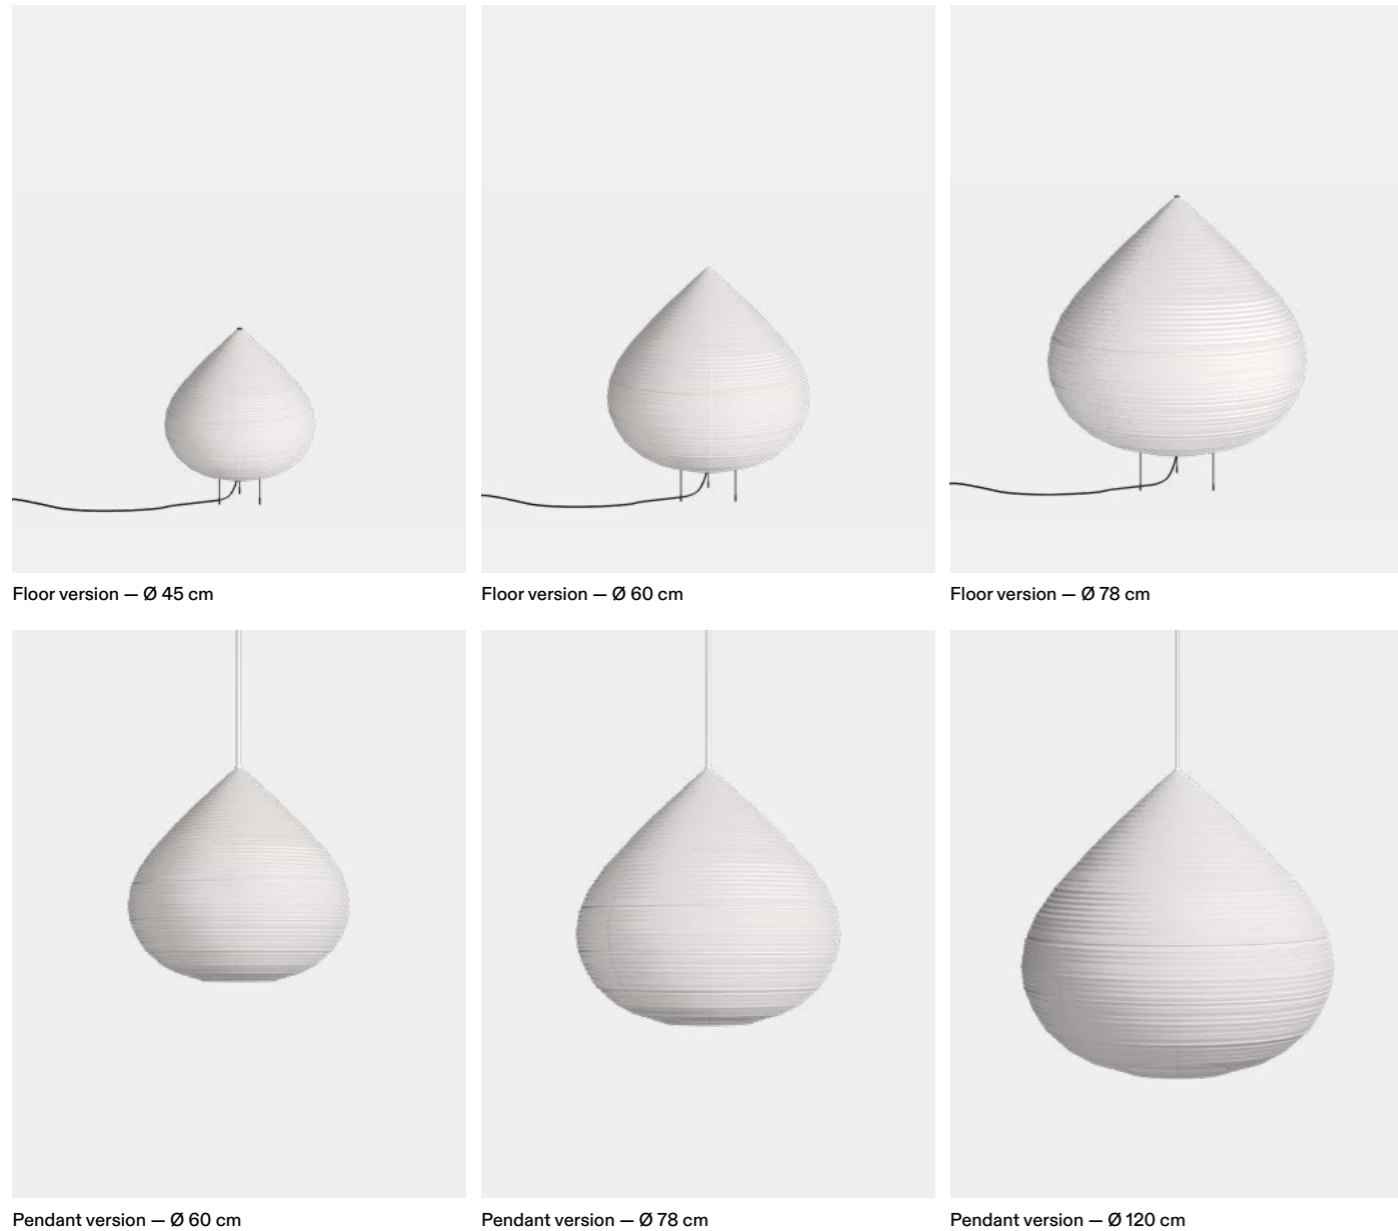 Floor version — Ø 45 cm
Floor version — Ø 60 cm
Floor version — Ø 78 cm
Pendant version — Ø 60 cm
Pendant version — Ø 78 cm
Pendant version — Ø 120 cm